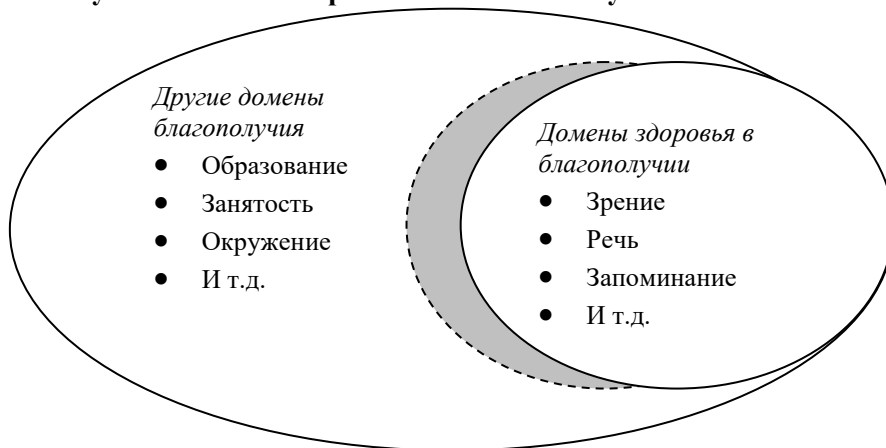 Другие домены
благополучия
● Образование
● Занятость
● Окружение
● И т.д.
Домены здоровья в
благополучии
● Зрение
● Речь
● Запоминание
● И т.д.